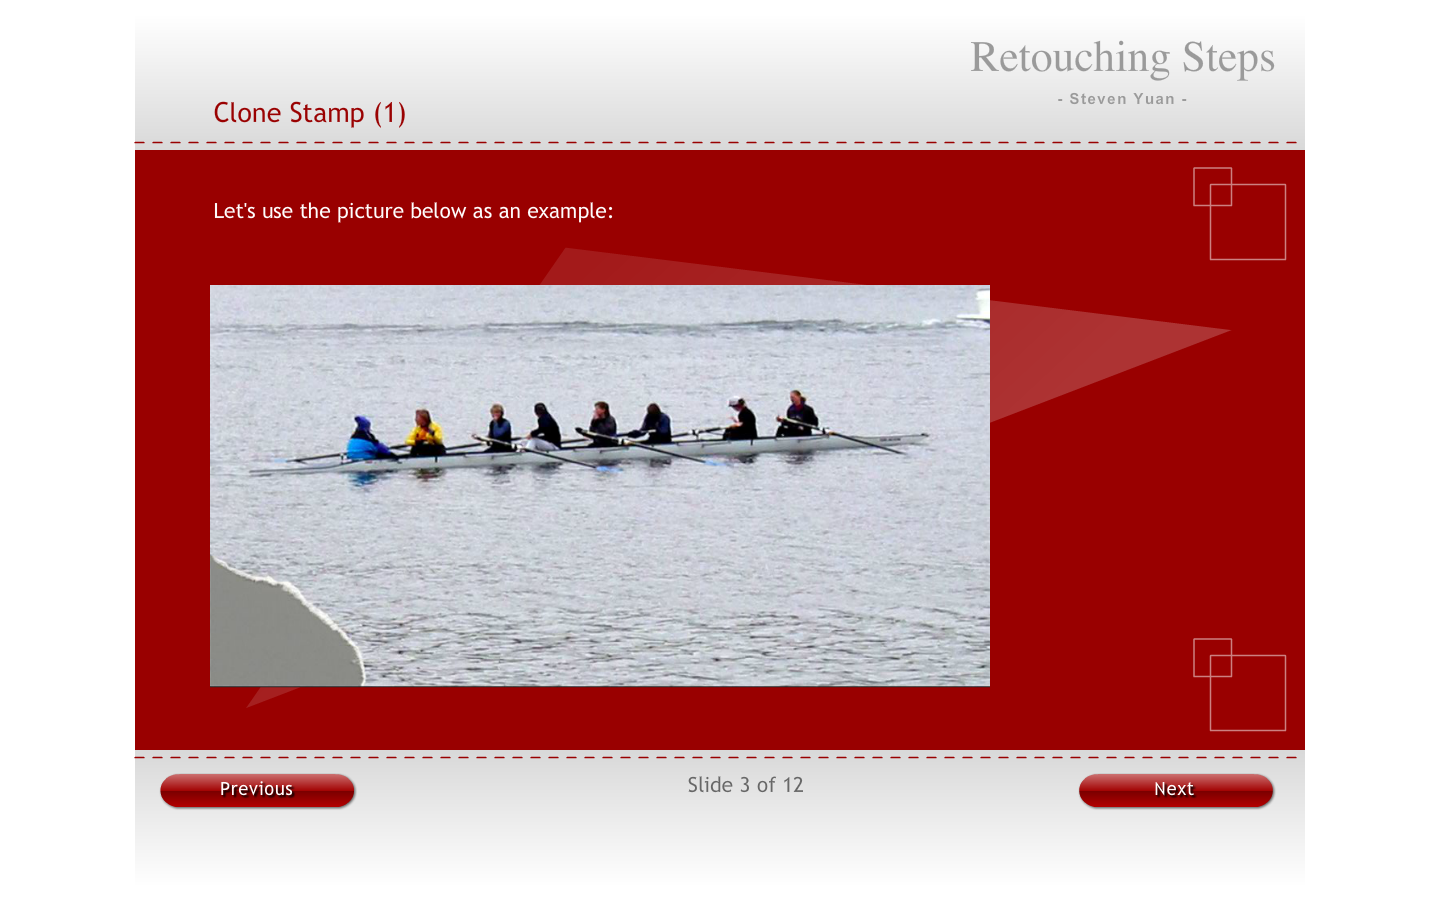 Retouching Steps
- Steven Yuan -
Clone Stamp (1)
Let's use the picture below as an example:
Previous
Slide 3 of 12
Next